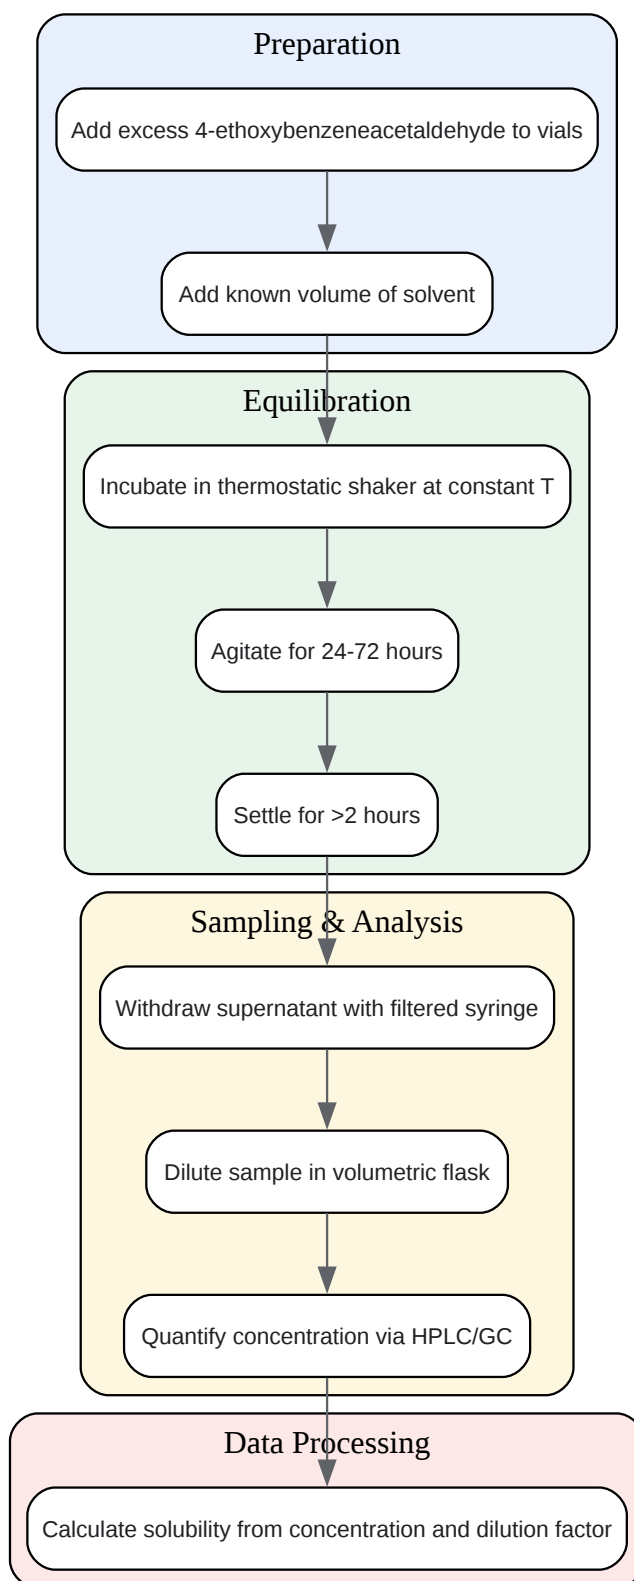 Preparation
Add excess 4-ethoxybenzeneacetaldehyde to vials
Add known volume of solvent
Equilibration
Incubate in thermostatic shaker at constant T
Agitate for 24-72 hours
Settle for >2 hours
Sampling & Analysis
Withdraw supernatant with filtered syringe
Dilute sample in volumetric flask
Quantify concentration via HPLC/GC
Data Processing
Calculate solubility from concentration and dilution factor